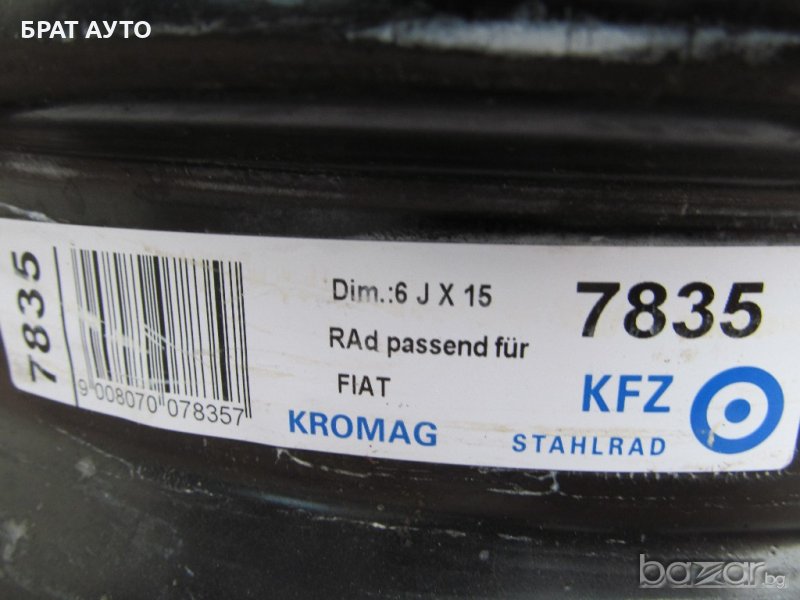 БРАТ АУТО
7835
9 008070 078357
Dim.:6 J X 15
RAd passend für
FIAT
KROMAG
7835
KFZ
STAHLRAD
bazar.bg